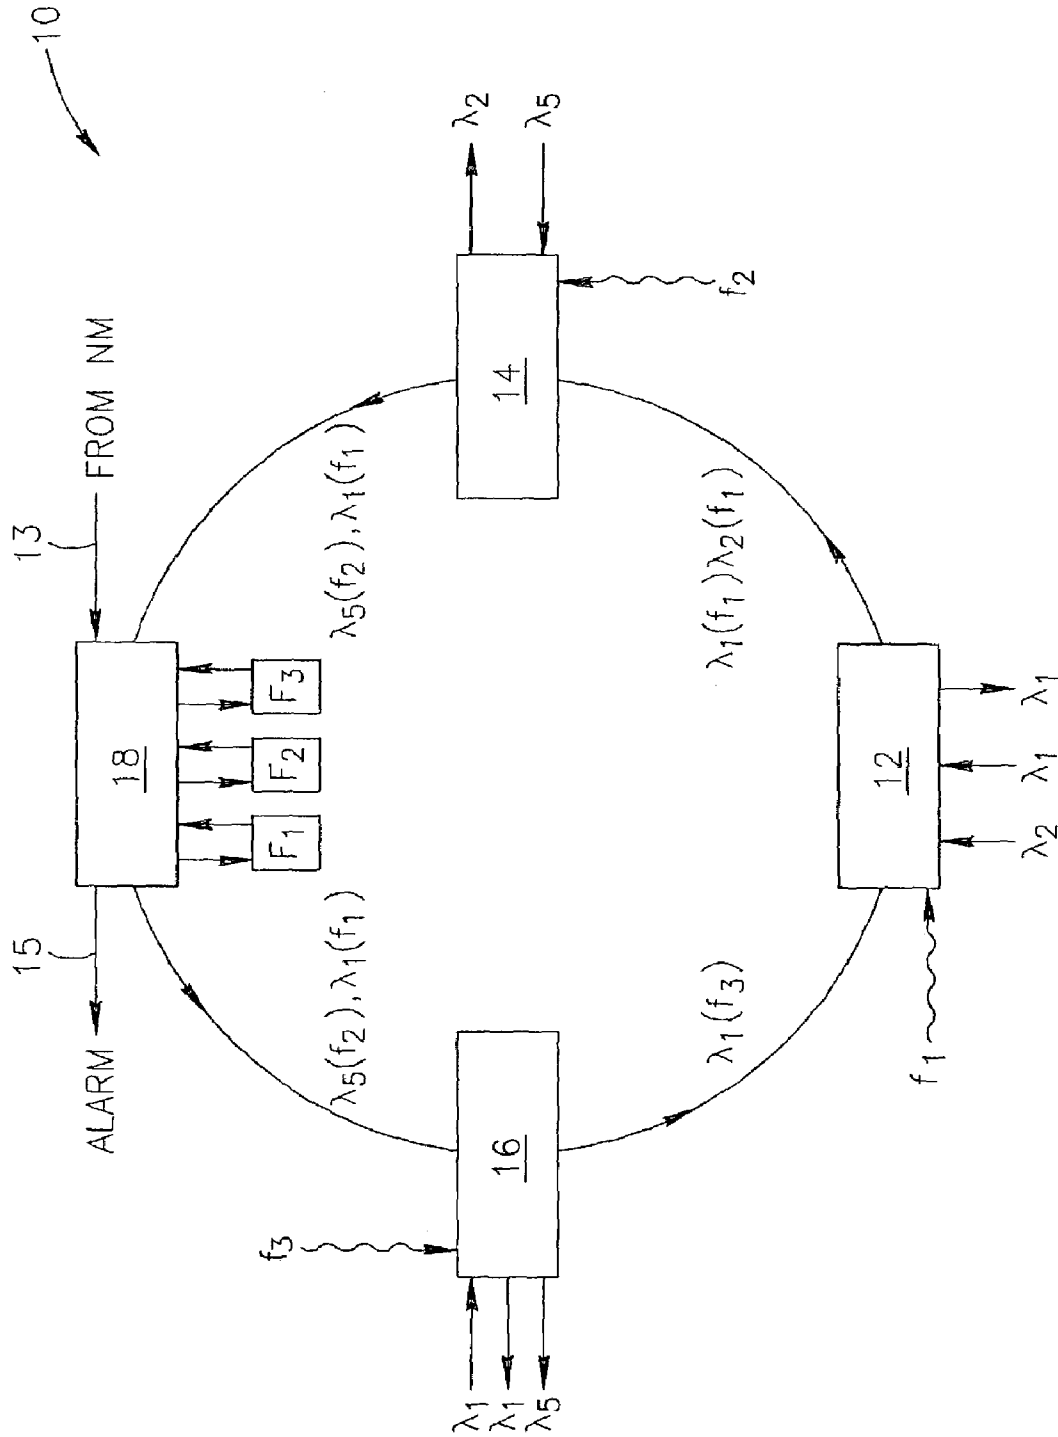 10
13
FROM NM
15
ALARM
18
F1
F2
F3
λ5(f2),λ1(f1)
λ5(f2),λ1(f1)
f3
16
λ1
λ1
λ5
14
λ2
λ5
f2
λ1(f3)
λ1(f1)λ2(f1)
12
f1
λ2
λ1
λ1